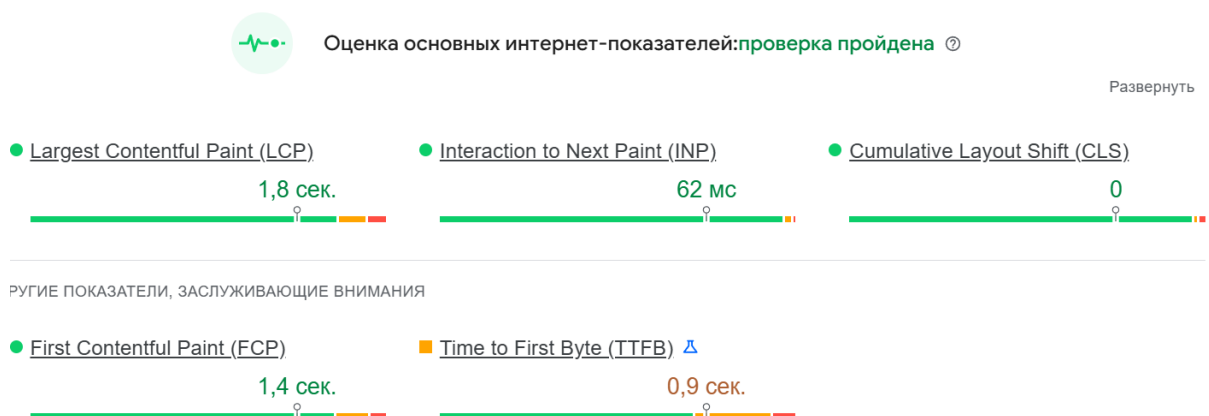 Оценка основных интернет-показателей:проверка пройдена
Развернуть
Largest Contentful Paint (LCP)
1,8 сек.
Interaction to Next Paint (INP)
62 мс
Cumulative Layout Shift (CLS)
0
РУГИЕ ПОКАЗАТЕЛИ, ЗАСЛУЖИВАЮЩИЕ ВНИМАНИЯ
First Contentful Paint (FCP)
1,4 сек.
Time to First Byte (TTFB)
0,9 сек.